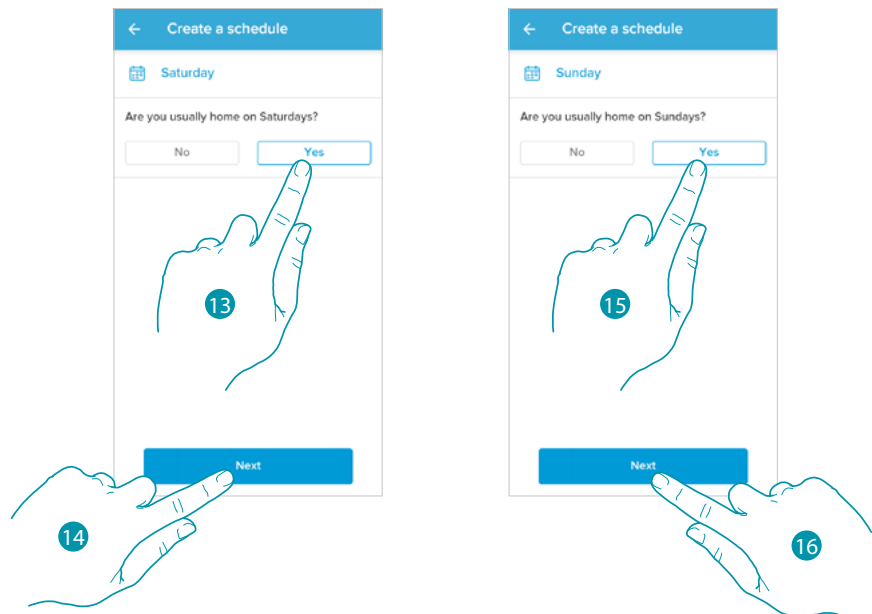 Create a schedule
Saturday
Are you usually home on Saturdays?
No Yes
13
Next
14
Create a schedule
Sunday
Are you usually home on Sundays?
No Yes
15
Next
16